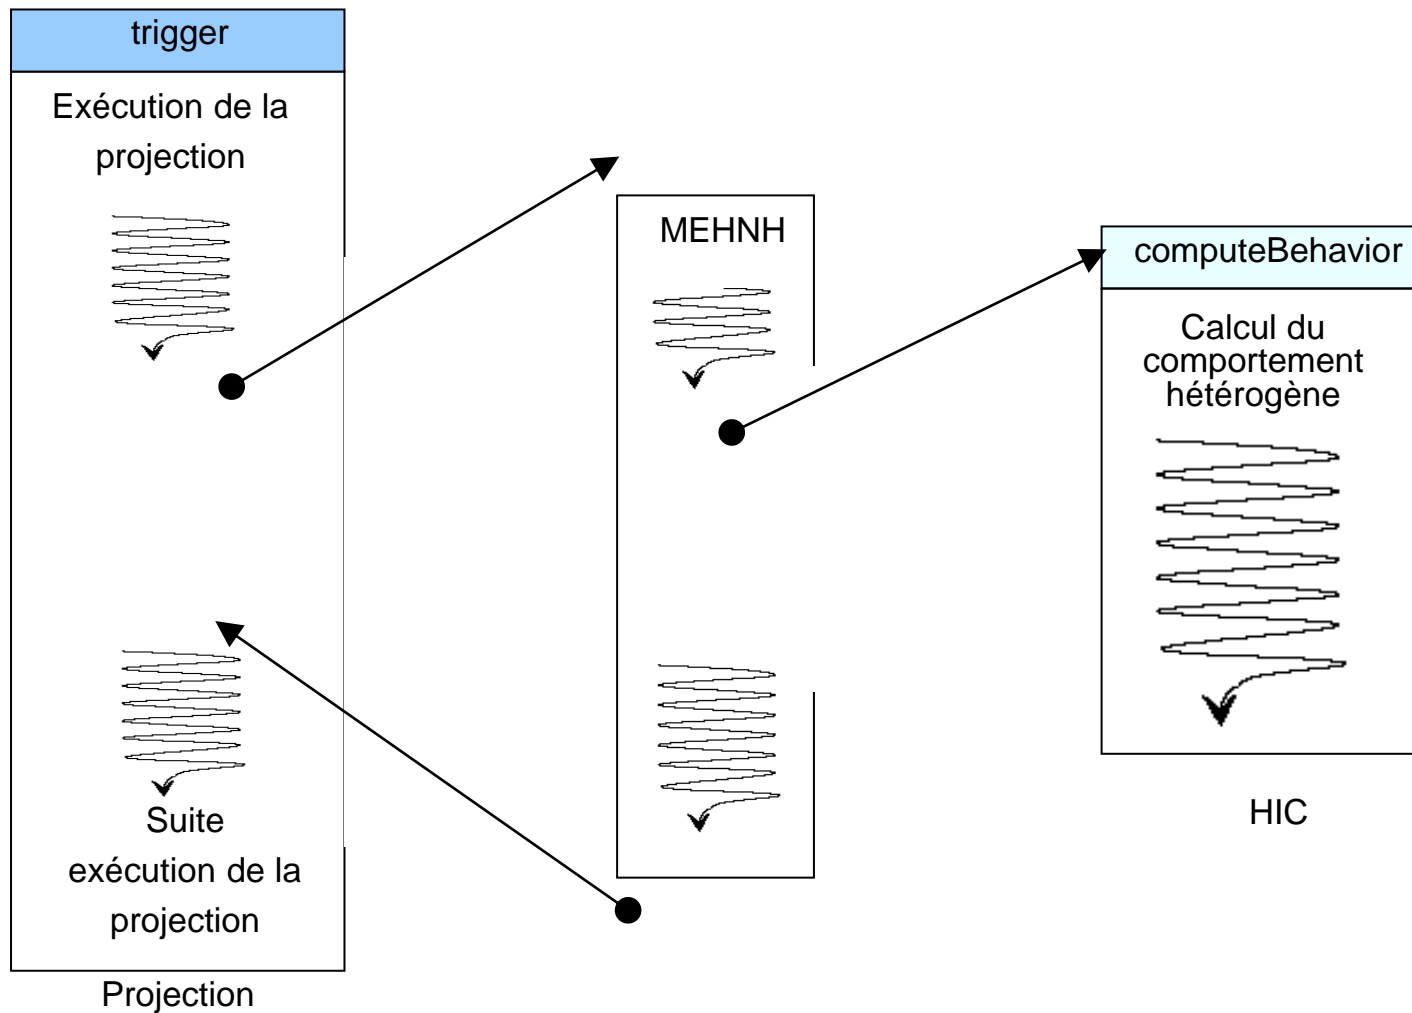 trigger
Exécution de la
projection
MEHNH
computeBehavior
Calcul du
comportement
hétérogène
Suite
exécution de la
projection
HIC
Projection